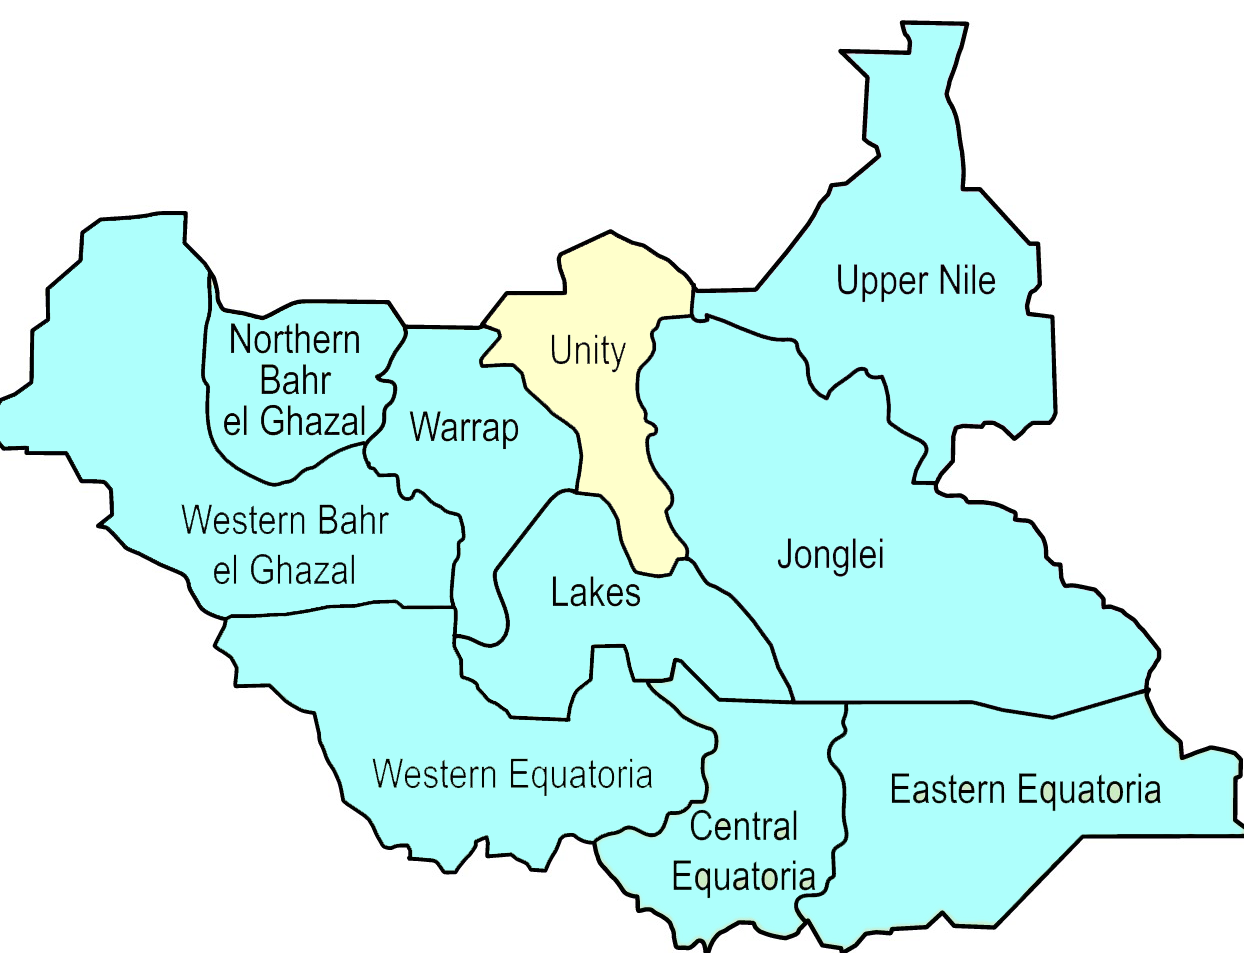 Upper Nile
Northern
Bahr
el Ghazal
Unity
Warrap
Western Bahr
el Ghazal
Jonglei
Lakes
Western Equatoria
Eastern Equatoria
Central
Equatoria